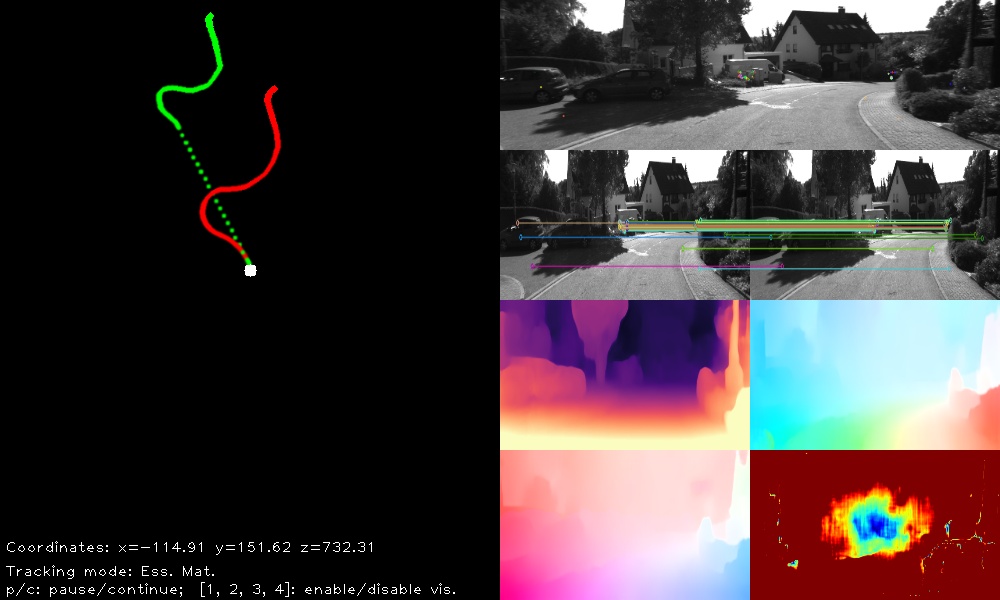 Coordinates: x=-114.91 y=151.62 z=732.31
Tracking mode: Ess. Mat.
p/c: pause/continue; [1, 2, 3, 4]: enable/disable vis.